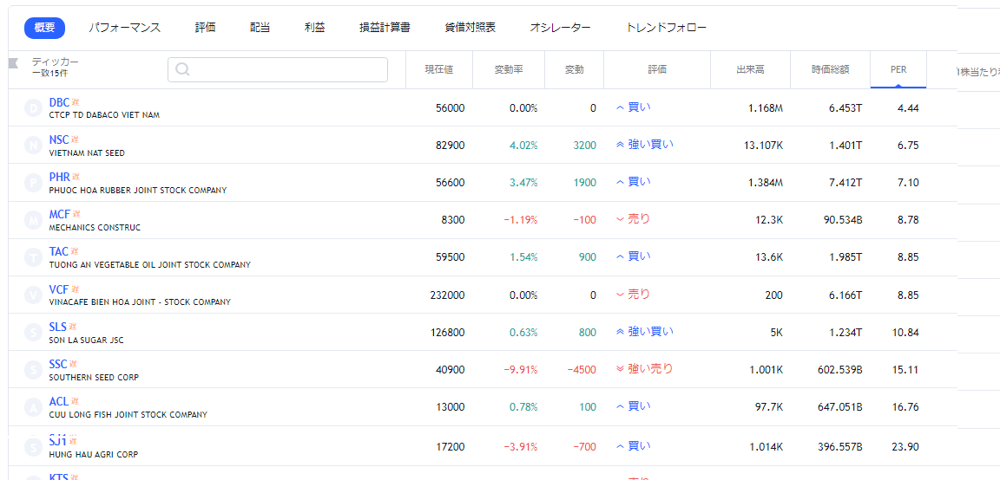 概要 パフォーマンス 評価 配当 利益 損益計算書 貸借対照表 オシレーター トレンドフォロー
ティッカー
一致15件
現在値 変動率 変動 評価 出来高 時価総額 PER 1株当たり
DBC 遅
CTCP TD DABACO VIET NAM
56000 0.00% 0 買い 1.168M 6.453T 4.44
NSC 遅
VIETNAM NAT SEED
82900 4.02% 3200 強い買い 13.107K 1.401T 6.75
PHR 遅
PHUOC HOA RUBBER JOINT STOCK COMPANY
56600 3.47% 1900 買い 1.384M 7.412T 7.10
MCF 遅
MECHANICS CONSTRUC
8300 −1.19% −100 売り 12.3K 90.534B 8.78
TAC 遅
TUONG AN VEGETABLE OIL JOINT STOCK COMPANY
59500 1.54% 900 買い 13.6K 1.985T 8.85
VCF 遅
VINACAFE BIEN HOA JOINT - STOCK COMPANY
232000 0.00% 0 売り 200 6.166T 8.85
SLS 遅
SON LA SUGAR JSC
126800 0.63% 800 強い買い 5K 1.234T 10.84
SSC 遅
SOUTHERN SEED CORP
40900 −9.91% −4500 強い売り 1.001K 602.539B 15.11
ACL 遅
CUU LONG FISH JOINT STOCK COMPANY
13000 0.78% 100 買い 97.7K 647.051B 16.76
SJ1 遅
HUNG HAU AGRI CORP
17200 −3.91% −700 買い 1.014K 396.557B 23.90
KTS 遅